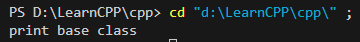 PS D:\LearnCPP\cpp> cd "d:\LearnCPP\cpp\" ;
print base class